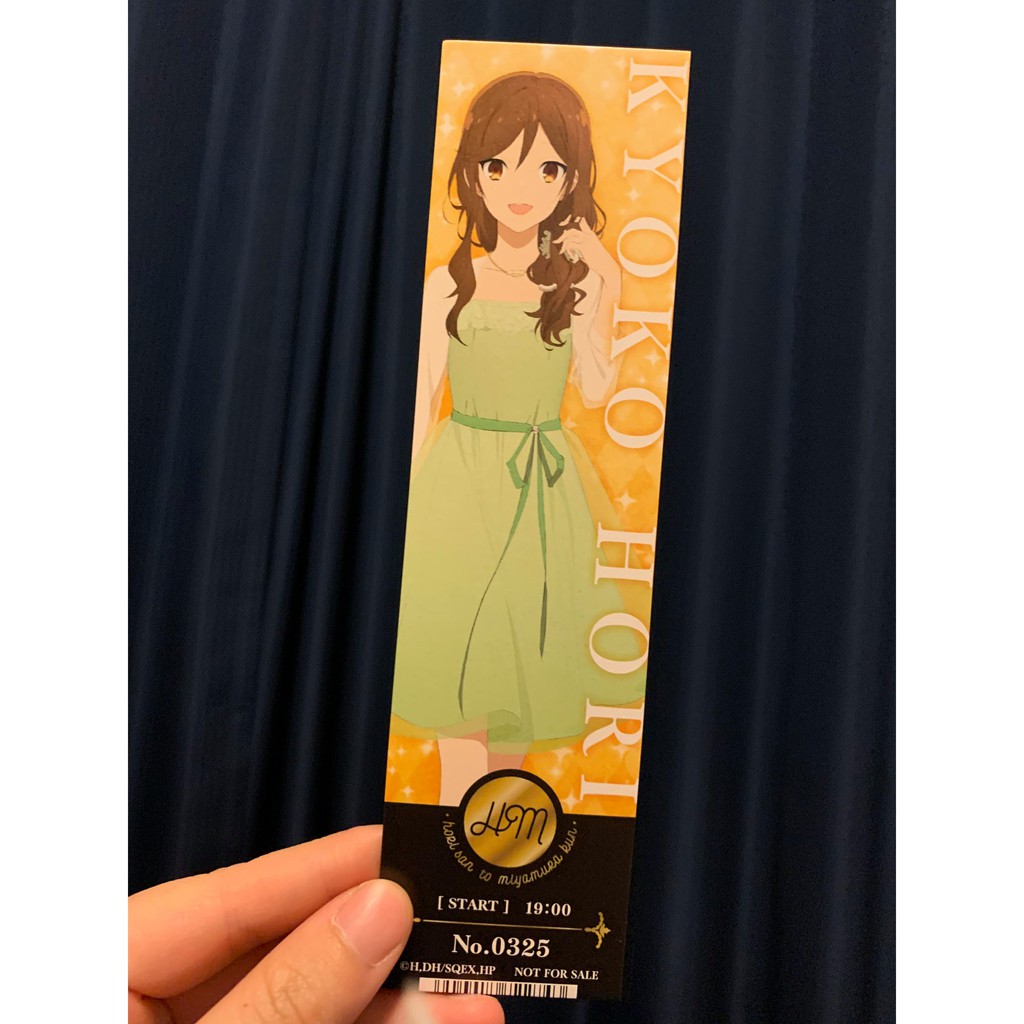 KYOKO HORI
HM
hori san to miyamura kun
[ START ] 19:00
No.0325
©H,DH/SQEX,HP NOT FOR SALE